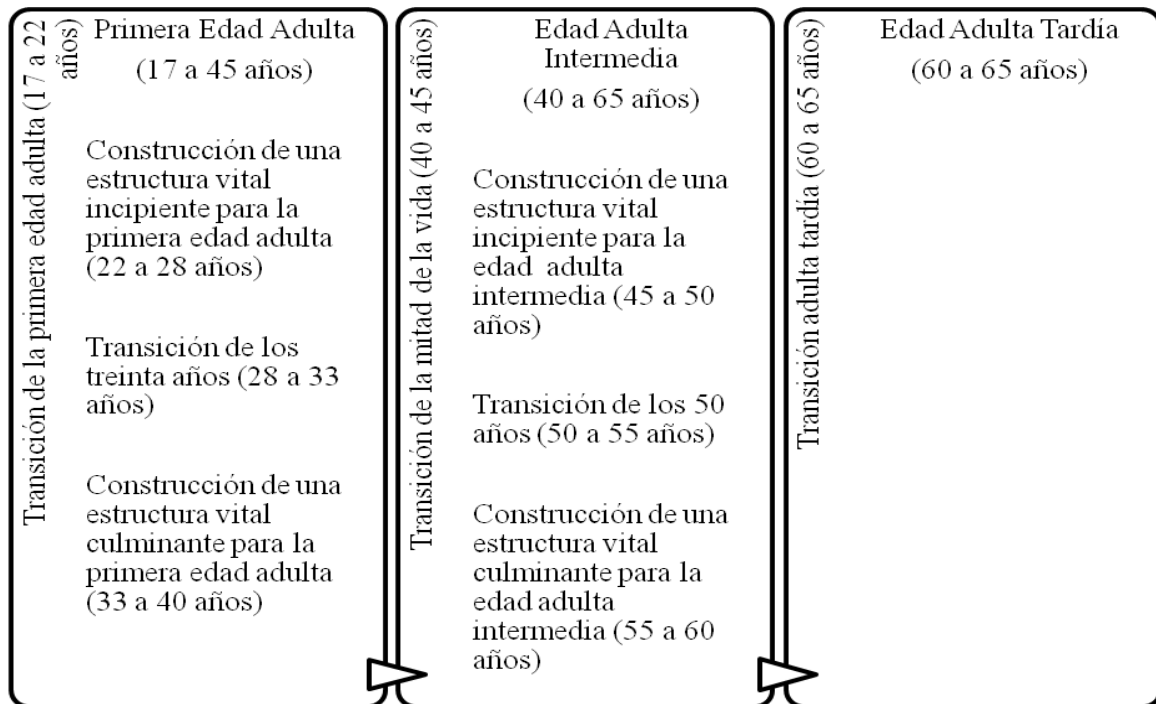 Transición de la primera edad adulta (17 a 22
años)
Primera Edad Adulta
(17 a 45 años)
Construcción de una
estructura vital
incipiente para la
primera edad adulta
(22 a 28 años)
Transición de los
treinta años (28 a 33
años)
Construcción de una
estructura vital
culminante para la
primera edad adulta
(33 a 40 años)
Transición de la mitad de la vida (40 a 45 años)
Edad Adulta
Intermedia
(40 a 65 años)
Construcción de una
estructura vital
incipiente para la
edad adulta
intermedia (45 a 50
años)
Transición de los 50
años (50 a 55 años)
Construcción de una
estructura vital
culminante para la
edad adulta
intermedia (55 a 60
años)
Transición adulta tardía (60 a 65 años)
Edad Adulta Tardía
(60 a 65 años)